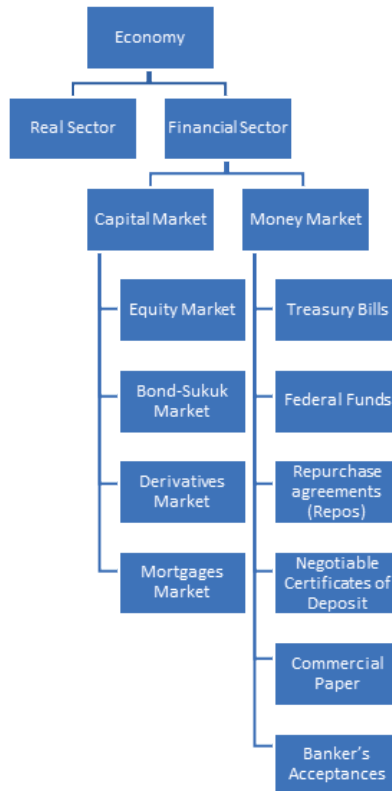 Economy
Real Sector
Financial Sector
Capital Market
Money Market
Equity Market
Treasury Bills
Bond-Sukuk
Market
Federal Funds
Derivatives
Market
Repurchase
agreements
(Repos)
Mortgages
Market
Negotiable
Certificates of
Deposit
Commercial
Paper
Banker's
Acceptances